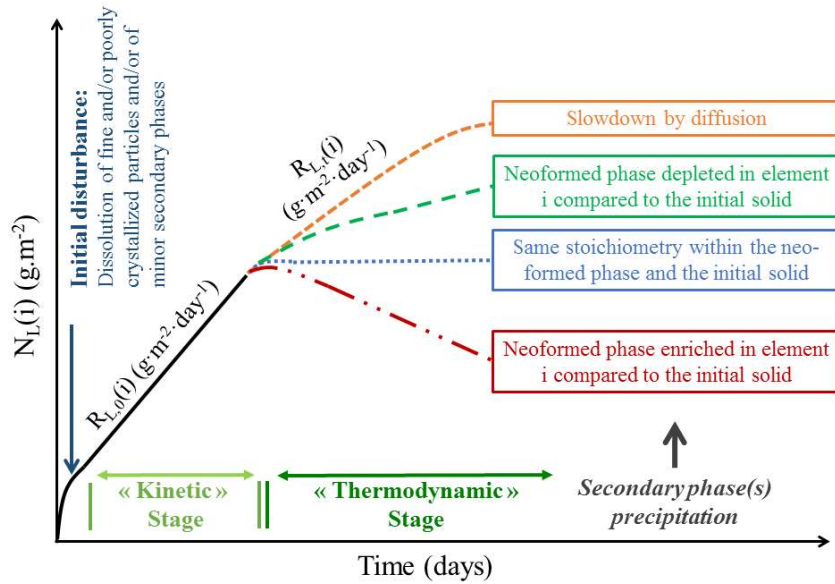 Initial disturbance:
Dissolution of fine and/or poorly
crystallized particles and/or of
minor secondary phases
N_L(i) (g.m⁻²)
R_L,0(i) (g·m⁻²·day⁻¹)
R_L,t(i)
(g·m⁻²·day⁻¹)
Slowdown by diffusion
Neoformed phase depleted in element
i compared to the initial solid
Same stoichiometry within the neo-
formed phase and the initial solid
Neoformed phase enriched in element
i compared to the initial solid
« Kinetic »
Stage
« Thermodynamic »
Stage
Secondary phase(s)
precipitation
Time (days)